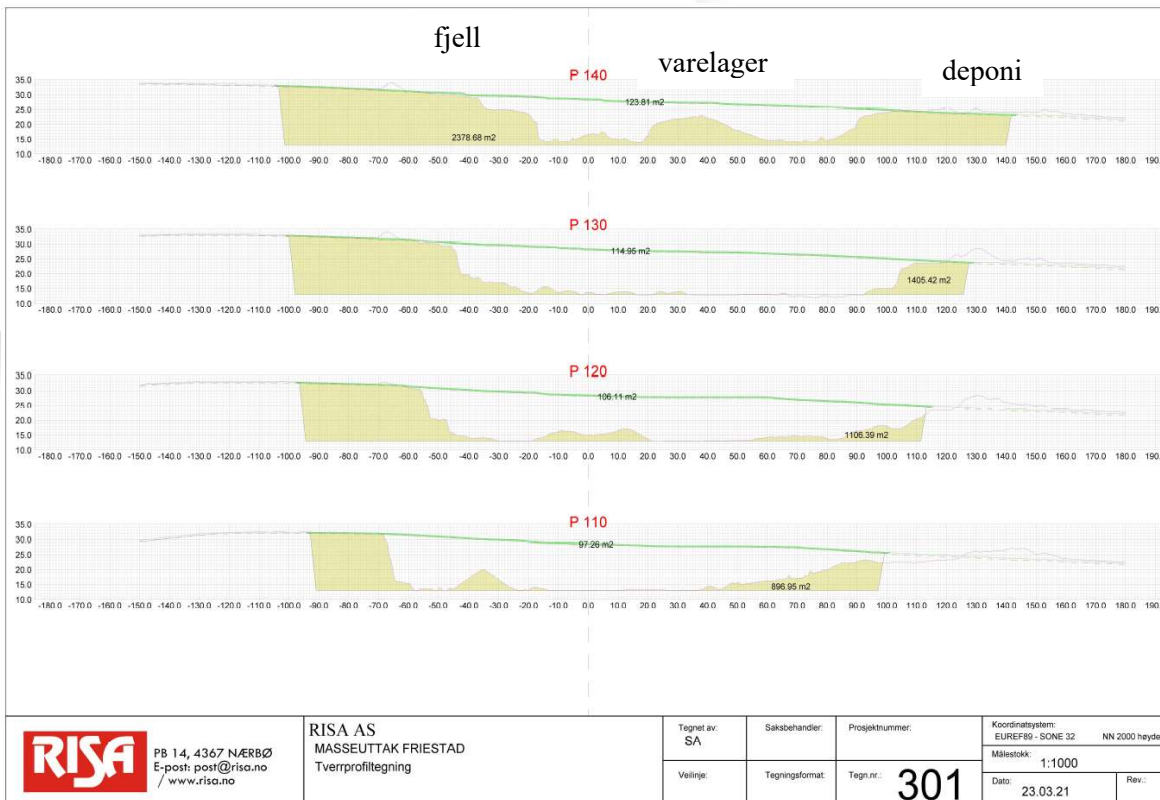 fjell
varelager
deponi
P 140
35.0
30.0
25.0
20.0
15.0
10.0
123.81 m2
2378.68 m2
-180.0 -170.0 -160.0 -150.0 -140.0 -130.0 -120.0 -110.0 -100.0 -90.0 -80.0 -70.0 -60.0 -50.0 -40.0 -30.0 -20.0 -10.0 0.0 10.0 20.0 30.0 40.0 50.0 60.0 70.0 80.0 90.0 100.0 110.0 120.0 130.0 140.0 150.0 160.0 170.0 180.0 190.
P 130
35.0
30.0
25.0
20.0
15.0
10.0
114.95 m2
1405.42 m2
-180.0 -170.0 -160.0 -150.0 -140.0 -130.0 -120.0 -110.0 -100.0 -90.0 -80.0 -70.0 -60.0 -50.0 -40.0 -30.0 -20.0 -10.0 0.0 10.0 20.0 30.0 40.0 50.0 60.0 70.0 80.0 90.0 100.0 110.0 120.0 130.0 140.0 150.0 160.0 170.0 180.0 190.
P 120
35.0
30.0
25.0
20.0
15.0
10.0
106.11 m2
1106.39 m2
-180.0 -170.0 -160.0 -150.0 -140.0 -130.0 -120.0 -110.0 -100.0 -90.0 -80.0 -70.0 -60.0 -50.0 -40.0 -30.0 -20.0 -10.0 0.0 10.0 20.0 30.0 40.0 50.0 60.0 70.0 80.0 90.0 100.0 110.0 120.0 130.0 140.0 150.0 160.0 170.0 180.0 190.
P 110
35.0
30.0
25.0
20.0
15.0
10.0
97.26 m2
896.95 m2
-180.0 -170.0 -160.0 -150.0 -140.0 -130.0 -120.0 -110.0 -100.0 -90.0 -80.0 -70.0 -60.0 -50.0 -40.0 -30.0 -20.0 -10.0 0.0 10.0 20.0 30.0 40.0 50.0 60.0 70.0 80.0 90.0 100.0 110.0 120.0 130.0 140.0 150.0 160.0 170.0 180.0 190.
RISA
PB 14, 4367 NÆRBØ
E-post: post@risa.no
/ www.risa.no
RISA AS
MASSEUTTAK FRIESTAD
Tverrprofiltegning
Tegnet av:
SA
Saksbehandler:
Prosjektnummer:
Veilinje:
Tegningsformat:
Tegn.nr.: 301
Koordinatsystem:
EUREF89 - SONE 32 NN 2000 høyde
Målestokk:
1:1000
Dato:
23.03.21
Rev.: